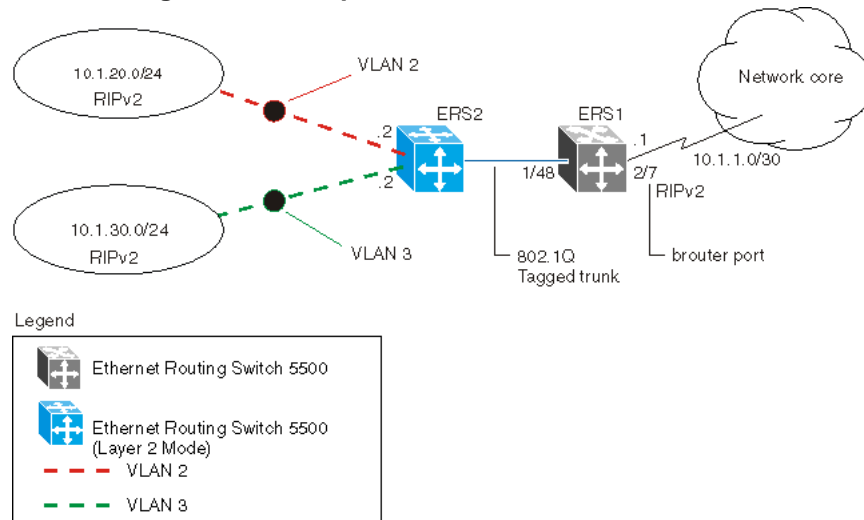 VLAN 2
10.1.20.0/24
RIPv2
Network core
ERS2
ERS1
.2
.1
10.1.1.0/30
1/48
2/7
.2
RIPv2
10.1.30.0/24
RIPv2
VLAN 3
802.1Q
Tagged trunk
brouter port
Legend
Ethernet Routing Switch 5500
Ethernet Routing Switch 5500
(Layer 2 Mode)
VLAN 2
VLAN 3